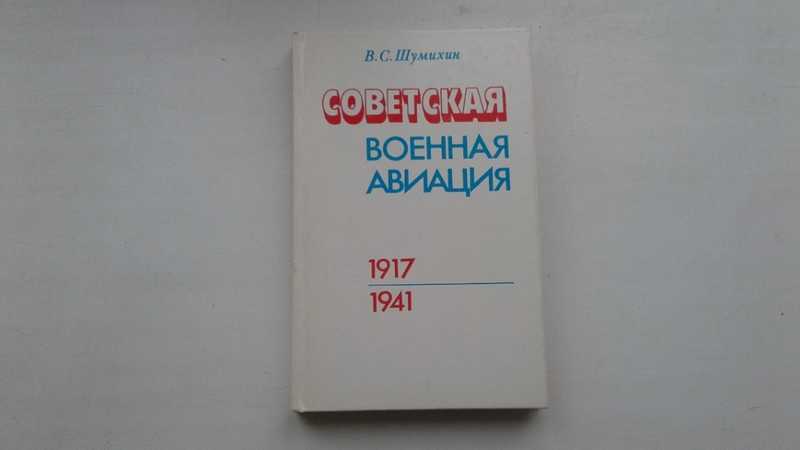 В. С. Шумихин
СОВЕТСКАЯ
ВОЕННАЯ
АВИАЦИЯ
1917
1941